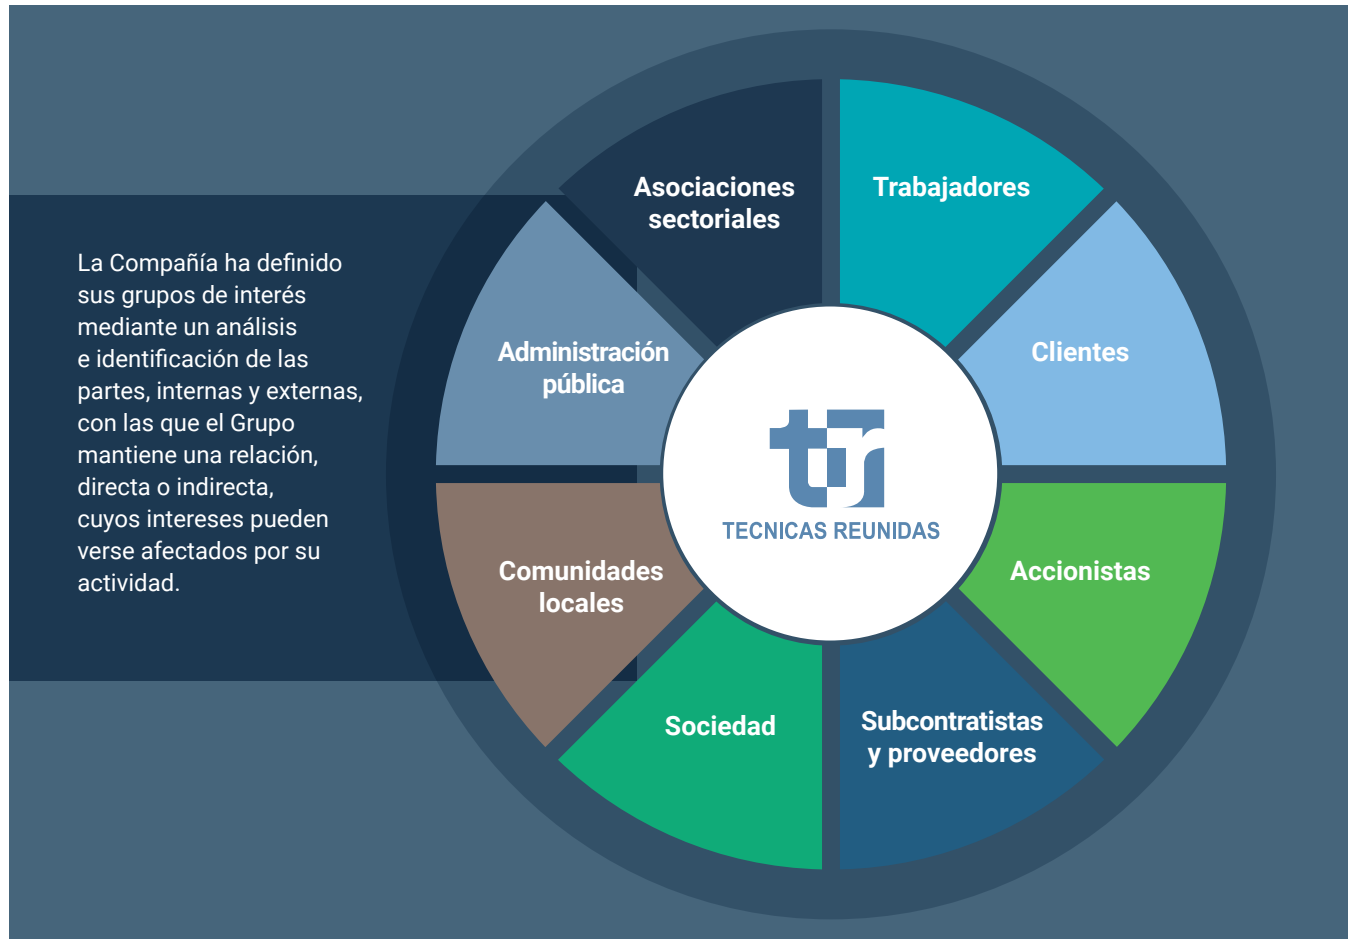 La Compañía ha definido
sus grupos de interés
mediante un análisis
e identificación de las
partes, internas y externas,
con las que el Grupo
mantiene una relación,
directa o indirecta,
cuyos intereses pueden
verse afectados por su
actividad.
Asociaciones
sectoriales
Trabajadores
Clientes
Accionistas
Subcontratistas
y proveedores
Sociedad
Comunidades
locales
Administración
pública
tr
TECNICAS REUNIDAS